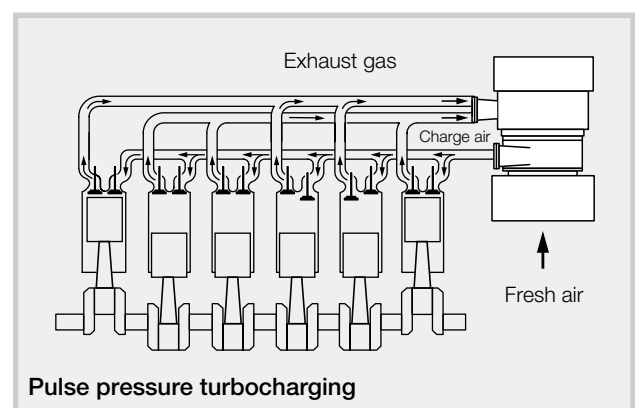 Exhaust gas
Charge air
Fresh air
Pulse pressure turbocharging